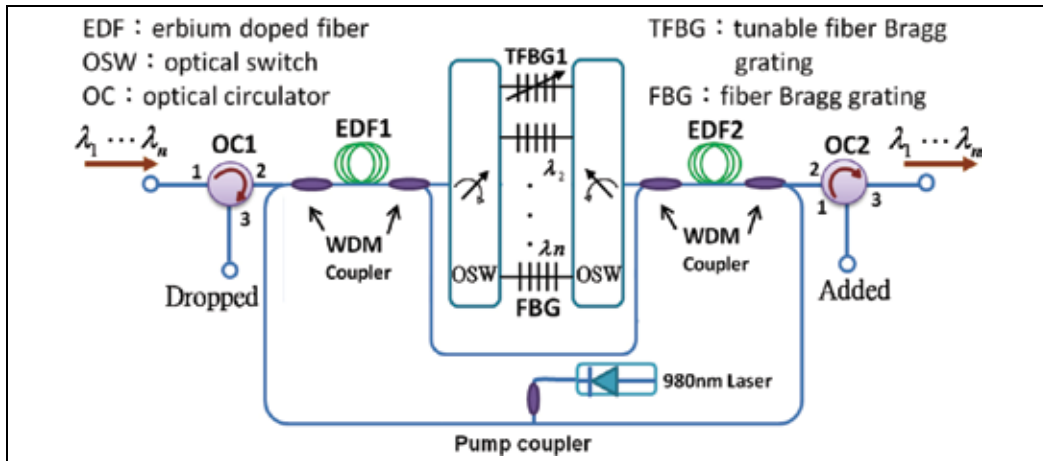 EDF：erbium doped fiber
OSW：optical switch
OC：optical circulator
TFBG：tunable fiber Bragg
grating
FBG：fiber Bragg grating
TFBG1
λ₁ ⋯ λₙ
OC1
EDF1
EDF2
OC2
λ₁ ⋯ λₙ
1
2
3
2
1
3
λ₂
.
.
.
λn
WDM
Coupler
OSW
OSW
WDM
Coupler
FBG
Dropped
Added
980nm Laser
Pump coupler